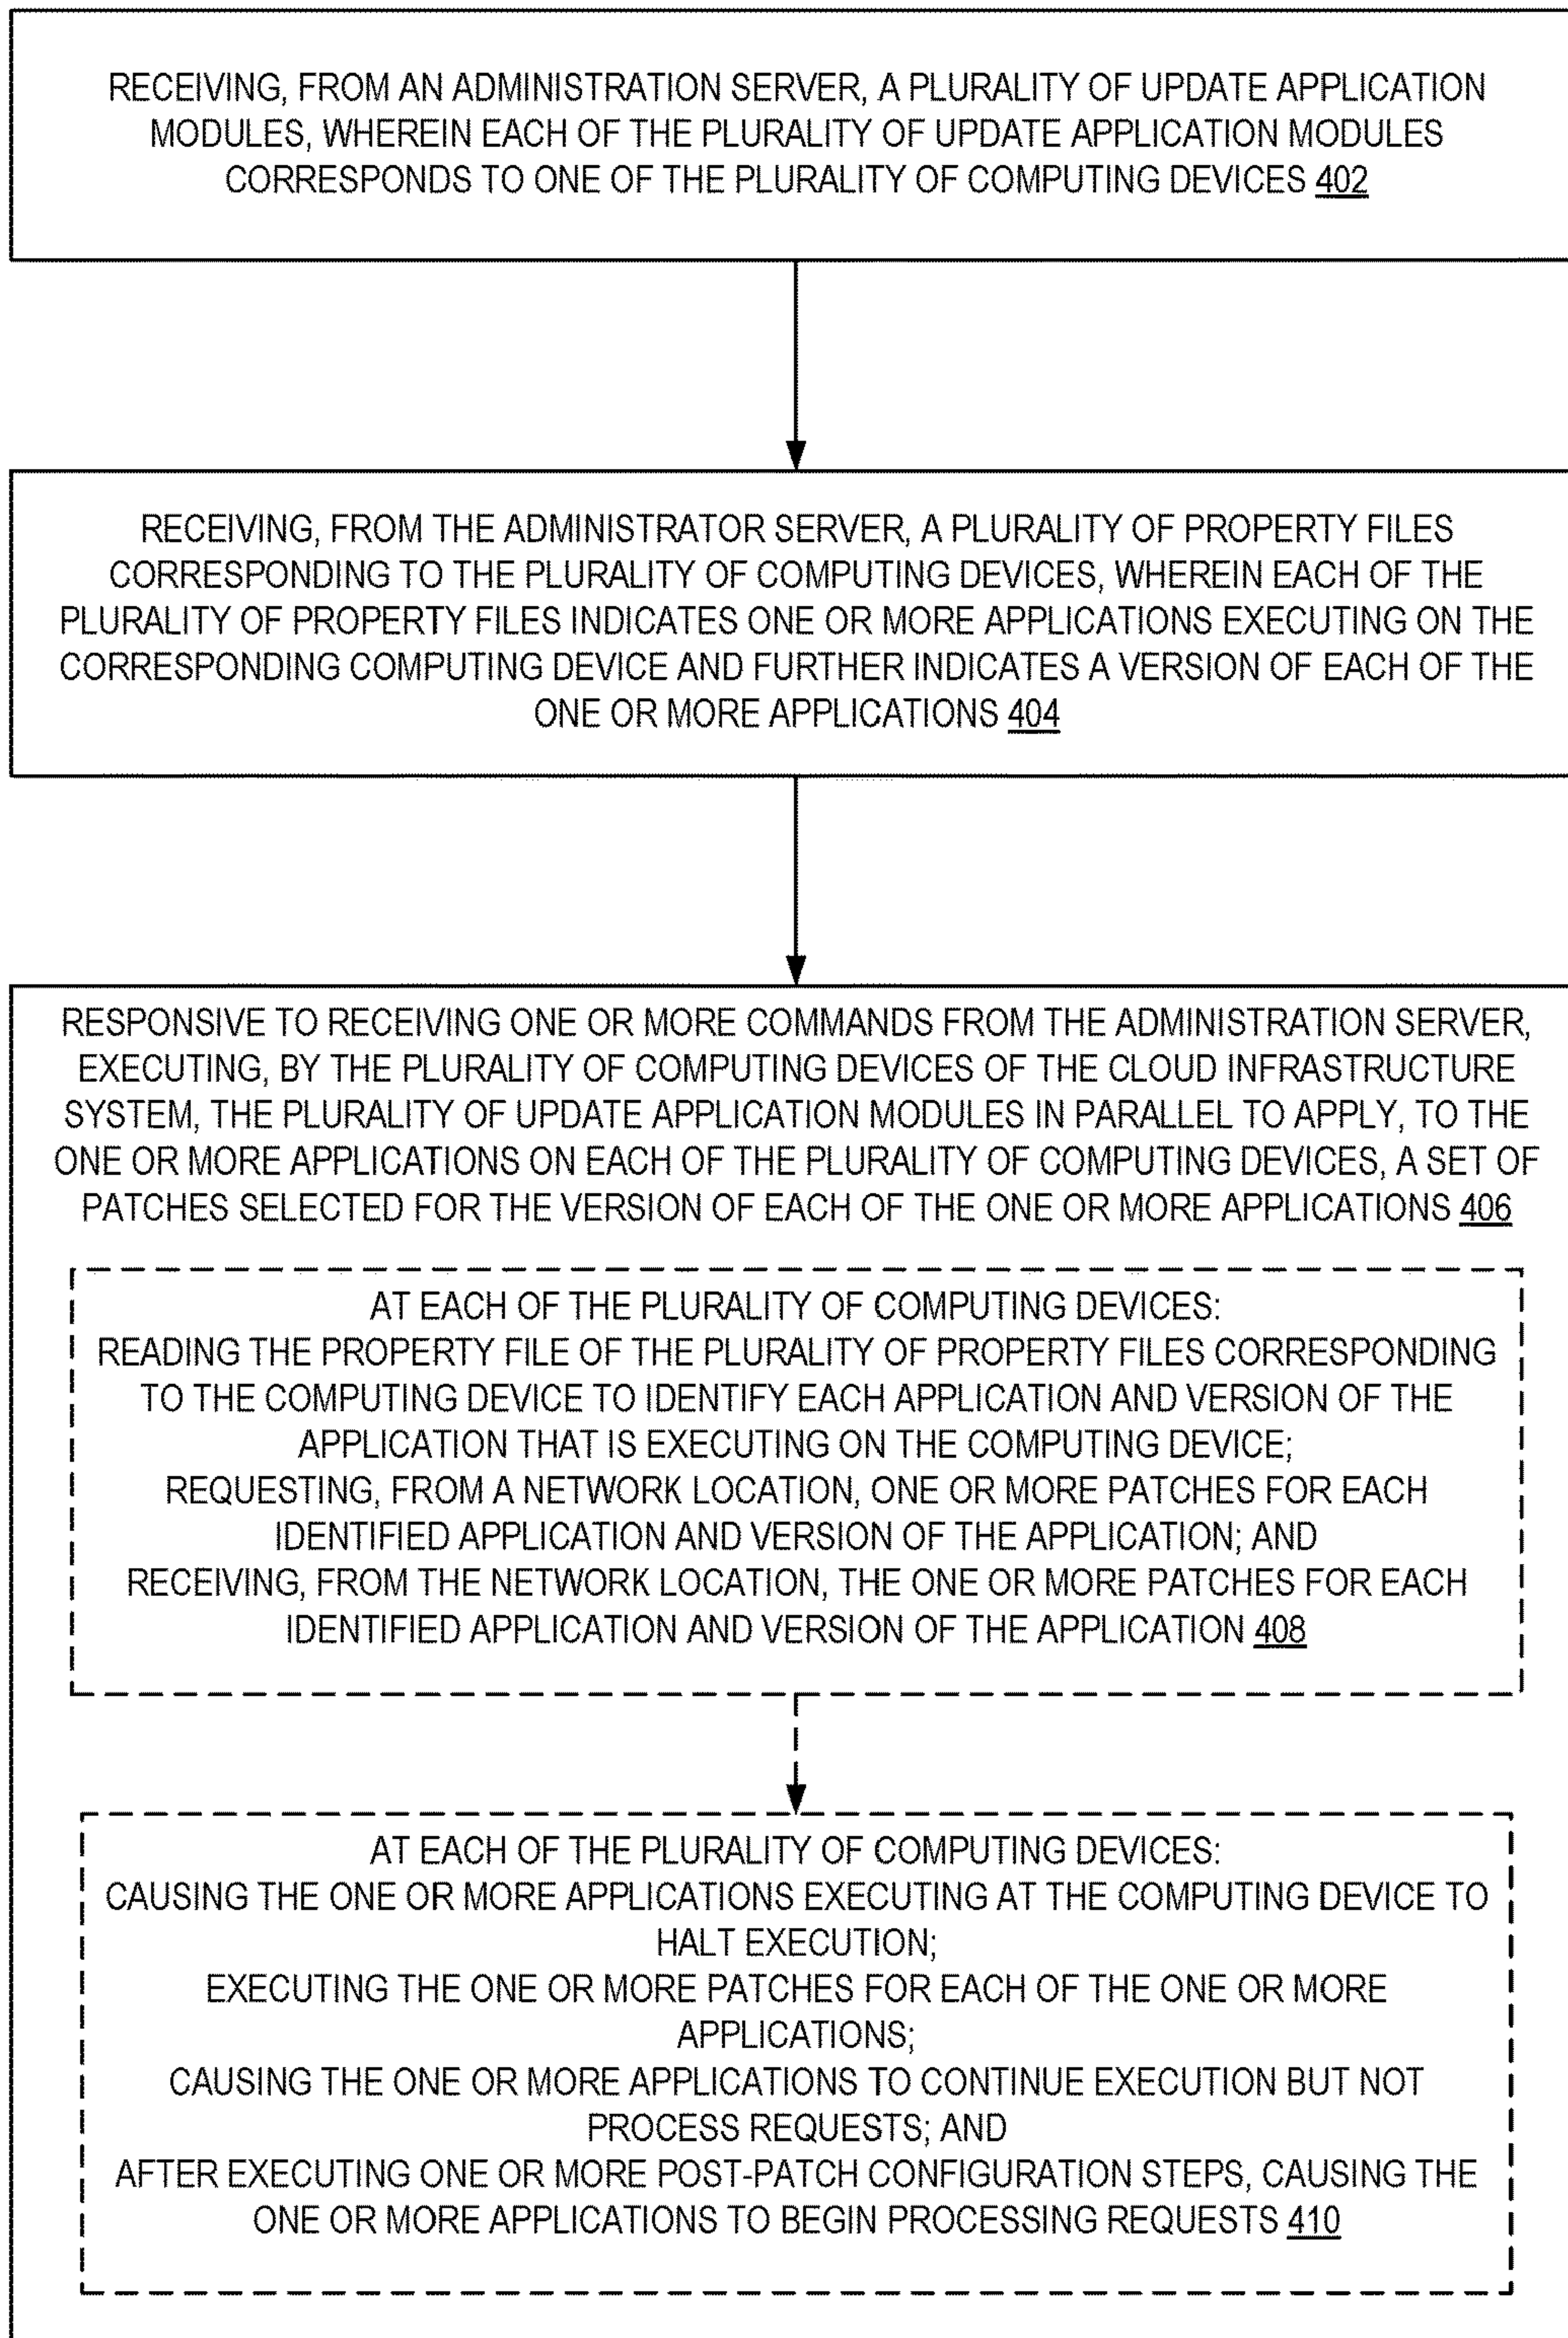 RECEIVING, FROM AN ADMINISTRATION SERVER, A PLURALITY OF UPDATE APPLICATION
MODULES, WHEREIN EACH OF THE PLURALITY OF UPDATE APPLICATION MODULES
CORRESPONDS TO ONE OF THE PLURALITY OF COMPUTING DEVICES 402
RECEIVING, FROM THE ADMINISTRATOR SERVER, A PLURALITY OF PROPERTY FILES
CORRESPONDING TO THE PLURALITY OF COMPUTING DEVICES, WHEREIN EACH OF THE
PLURALITY OF PROPERTY FILES INDICATES ONE OR MORE APPLICATIONS EXECUTING ON THE
CORRESPONDING COMPUTING DEVICE AND FURTHER INDICATES A VERSION OF EACH OF THE
ONE OR MORE APPLICATIONS 404
RESPONSIVE TO RECEIVING ONE OR MORE COMMANDS FROM THE ADMINISTRATION SERVER,
EXECUTING, BY THE PLURALITY OF COMPUTING DEVICES OF THE CLOUD INFRASTRUCTURE
SYSTEM, THE PLURALITY OF UPDATE APPLICATION MODULES IN PARALLEL TO APPLY, TO THE
ONE OR MORE APPLICATIONS ON EACH OF THE PLURALITY OF COMPUTING DEVICES, A SET OF
PATCHES SELECTED FOR THE VERSION OF EACH OF THE ONE OR MORE APPLICATIONS 406
AT EACH OF THE PLURALITY OF COMPUTING DEVICES:
READING THE PROPERTY FILE OF THE PLURALITY OF PROPERTY FILES CORRESPONDING
TO THE COMPUTING DEVICE TO IDENTIFY EACH APPLICATION AND VERSION OF THE
APPLICATION THAT IS EXECUTING ON THE COMPUTING DEVICE;
REQUESTING, FROM A NETWORK LOCATION, ONE OR MORE PATCHES FOR EACH
IDENTIFIED APPLICATION AND VERSION OF THE APPLICATION; AND
RECEIVING, FROM THE NETWORK LOCATION, THE ONE OR MORE PATCHES FOR EACH
IDENTIFIED APPLICATION AND VERSION OF THE APPLICATION 408
AT EACH OF THE PLURALITY OF COMPUTING DEVICES:
CAUSING THE ONE OR MORE APPLICATIONS EXECUTING AT THE COMPUTING DEVICE TO
HALT EXECUTION;
EXECUTING THE ONE OR MORE PATCHES FOR EACH OF THE ONE OR MORE
APPLICATIONS;
CAUSING THE ONE OR MORE APPLICATIONS TO CONTINUE EXECUTION BUT NOT
PROCESS REQUESTS; AND
AFTER EXECUTING ONE OR MORE POST-PATCH CONFIGURATION STEPS, CAUSING THE
ONE OR MORE APPLICATIONS TO BEGIN PROCESSING REQUESTS 410